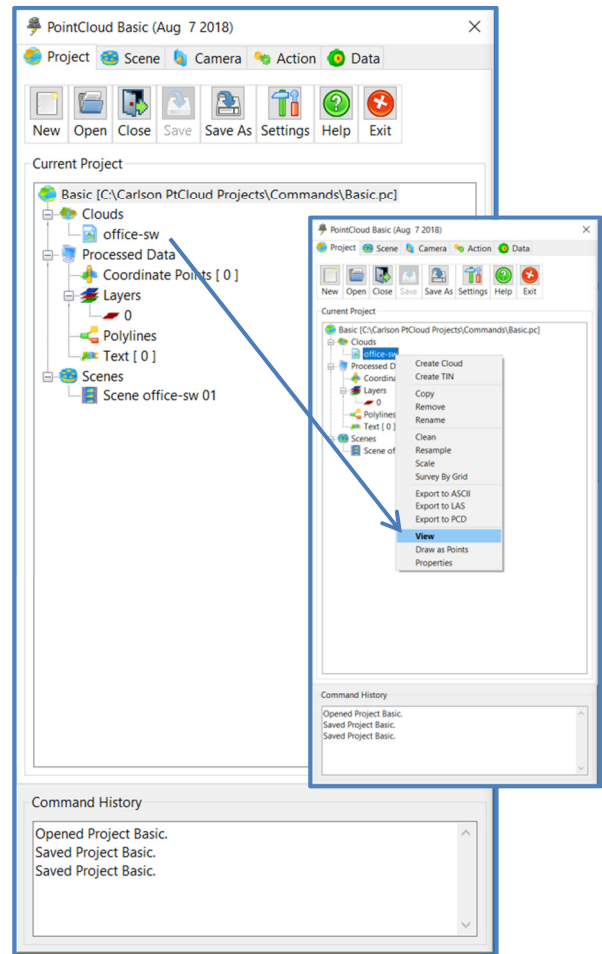 PointCloud Basic (Aug 7 2018)
Project Scene Camera Action Data
New Open Close Save Save As Settings Help Exit
Current Project
Basic [C:\Carlson PtCloud Projects\Commands\Basic.pc]
Clouds
office-sw
Processed Data
Coordinate Points [ 0 ]
Layers
0
Polylines
Text [ 0 ]
Scenes
Scene office-sw 01
Command History
Opened Project Basic.
Saved Project Basic.
Saved Project Basic.
PointCloud Basic (Aug 7 2018)
Project Scene Camera Action Data
New Open Close Save Save As Settings Help Exit
Current Project
Basic [C:\Carlson PtCloud Projects\Commands\Basic.pc]
Clouds
office-sw
Processed D
Coordina
Layers
0
Polylines
Text [ 0 ]
Scenes
Scene of
Create Cloud
Create TIN
Copy
Remove
Rename
Clean
Resample
Scale
Survey By Grid
Export to ASCII
Export to LAS
Export to PCD
View
Draw as Points
Properties
Command History
Opened Project Basic.
Saved Project Basic.
Saved Project Basic.